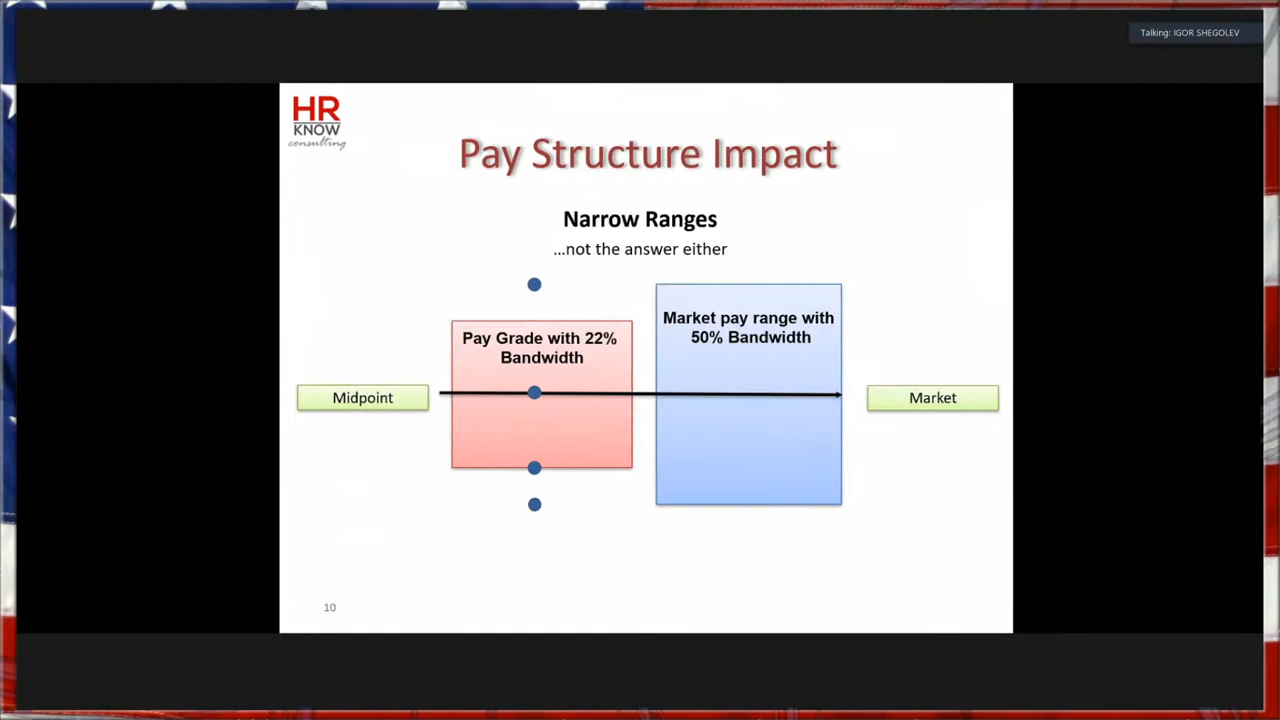 Talking: IGOR SHEGOLEV
HR
KNOW
consulting
Pay Structure Impact
Narrow Ranges
...not the answer either
Pay Grade with 22%
Bandwidth
Market pay range with
50% Bandwidth
Midpoint
Market
10